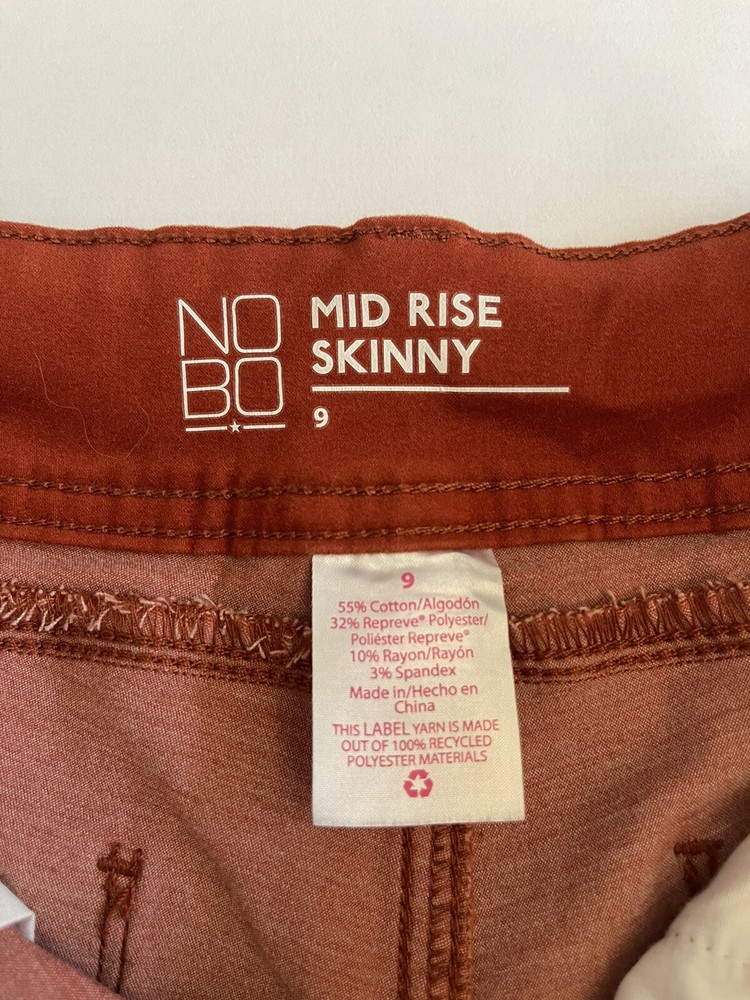 NO
BO
MID RISE
SKINNY
9
9
55% Cotton/Algodón
32% Repreve® Polyester/
Poliéster Repreve®
10% Rayon/Rayón
3% Spandex
Made in/Hecho en
China
THIS LABEL YARN IS MADE
OUT OF 100% RECYCLED
POLYESTER MATERIALS